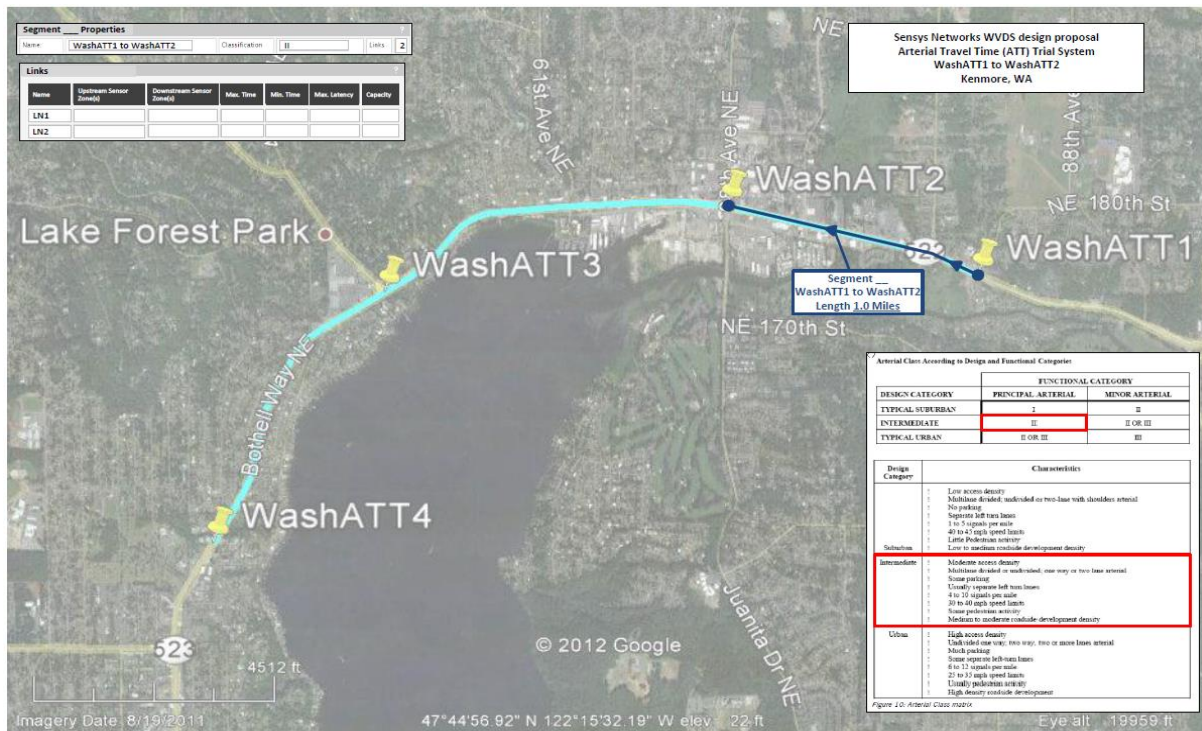 Segment ___ Properties ?
Name: WashATT1 to WashATT2 Classification II Links 2
Links ?
Name Upstream Sensor Zone(s) Downstream Sensor Zone(s) Max. Time Min. Time Max. Latency Capacity
LN1
LN2
Sensys Networks WVDS design proposal
Arterial Travel Time (ATT) Trial System
WashATT1 to WashATT2
Kenmore, WA
NE
61st Ave NE
Ave NE
88th Ave
NE 180th St
WashATT2
WashATT1
Lake Forest Park
WashATT3
522
Segment __
WashATT1 to WashATT2
Length 1.0 Miles
NE 170th St
Bothell Way NE
WashATT4
Juanita Dr NE
523
4512 ft
© 2012 Google
Imagery Date: 8/19/2011 47°44'56.92" N 122°15'32.19" W elev 22 ft Eye alt 19959 ft
Arterial Class According to Design and Functional Categories
FUNCTIONAL CATEGORY
DESIGN CATEGORY PRINCIPAL ARTERIAL MINOR ARTERIAL
TYPICAL SUBURBAN I II
INTERMEDIATE II II OR III
TYPICAL URBAN II OR III III
Design Category Characteristics
Suburban
! Low access density
! Multilane divided; undivided or two-lane with shoulders arterial
! No parking
! Separate left turn lanes
! 1 to 5 signals per mile
! 40 to 45 mph speed limits
! Little Pedestrian activity
! Low to medium roadside development density
Intermediate
! Moderate access density
! Multilane divided or undivided; one way or two lane arterial
! Some parking
! Usually separate left turn lanes
! 4 to 10 signals per mile
! 30 to 40 mph speed limits
! Some pedestrian activity
! Medium to moderate roadside development density
Urban
! High access density
! Undivided one way; two way, two or more lanes arterial
! Much parking
! Some separate left-turn lanes
! 6 to 12 signals per mile
! 25 to 35 mph speed limits
! Usually pedestrian activity
! High density roadside development
Figure 10: Arterial Class matrix